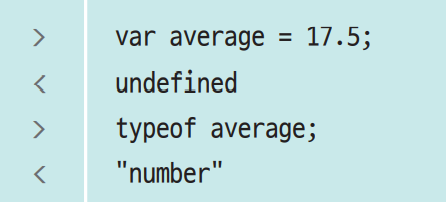 > var average = 17.5;
< undefined
> typeof average;
< "number"